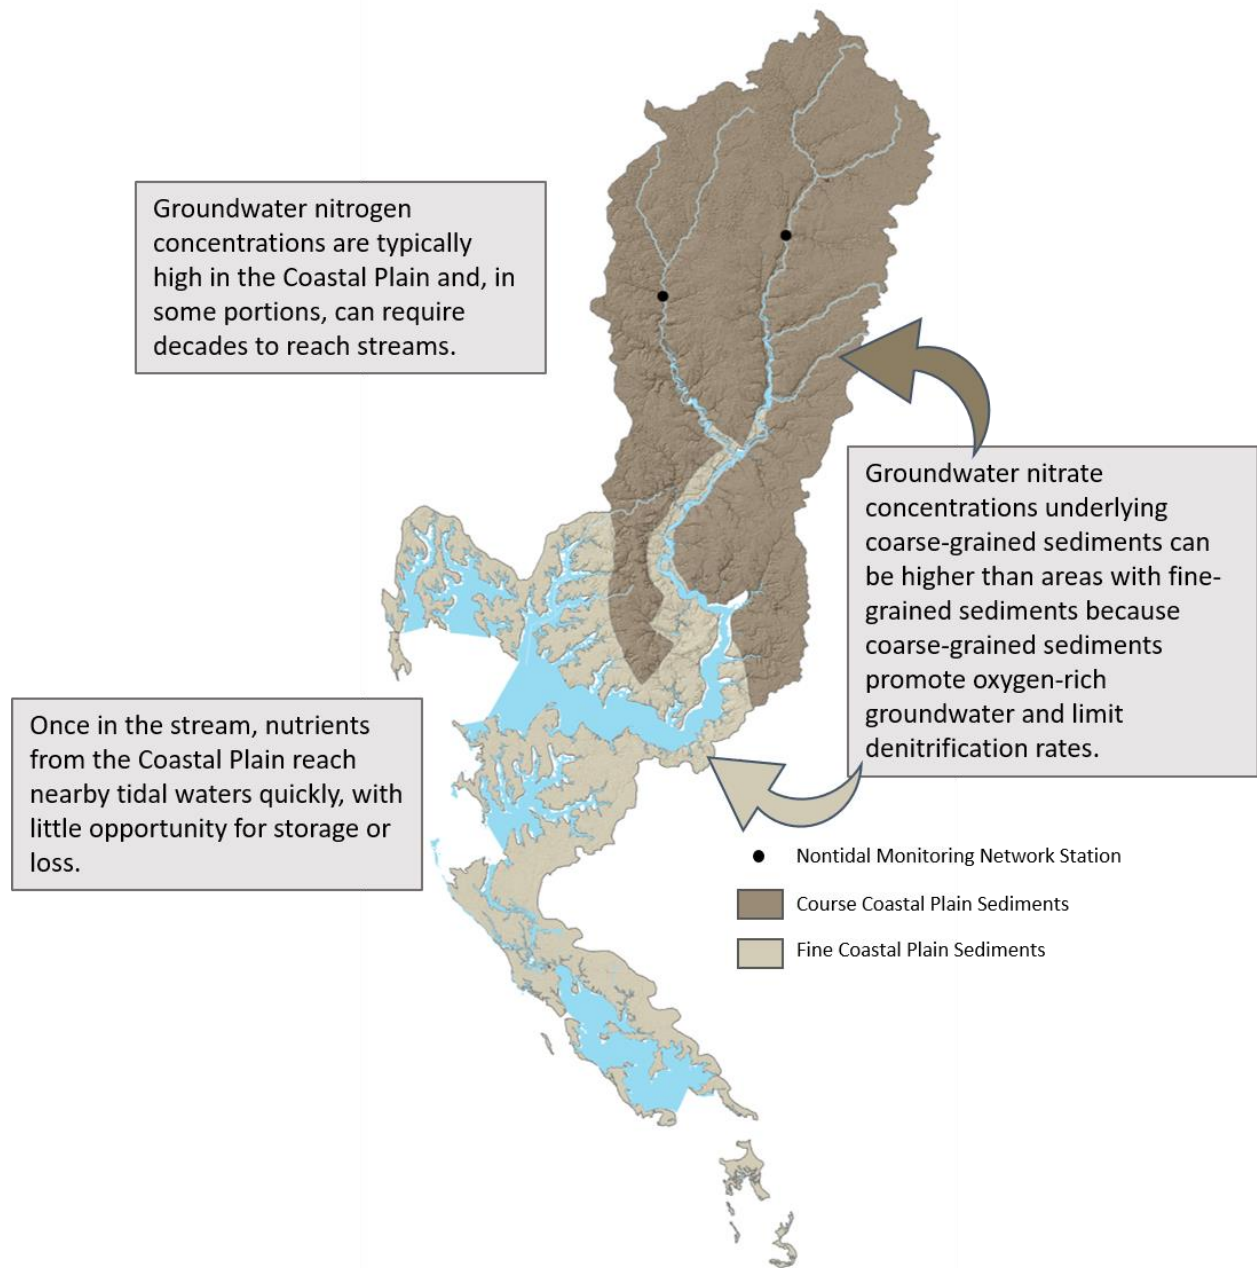 Groundwater nitrogen
concentrations are typically
high in the Coastal Plain and, in
some portions, can require
decades to reach streams.
Groundwater nitrate
concentrations underlying
coarse-grained sediments can
be higher than areas with fine-
grained sediments because
coarse-grained sediments
promote oxygen-rich
groundwater and limit
denitrification rates.
Once in the stream, nutrients
from the Coastal Plain reach
nearby tidal waters quickly, with
little opportunity for storage or
loss.
Nontidal Monitoring Network Station
Course Coastal Plain Sediments
Fine Coastal Plain Sediments